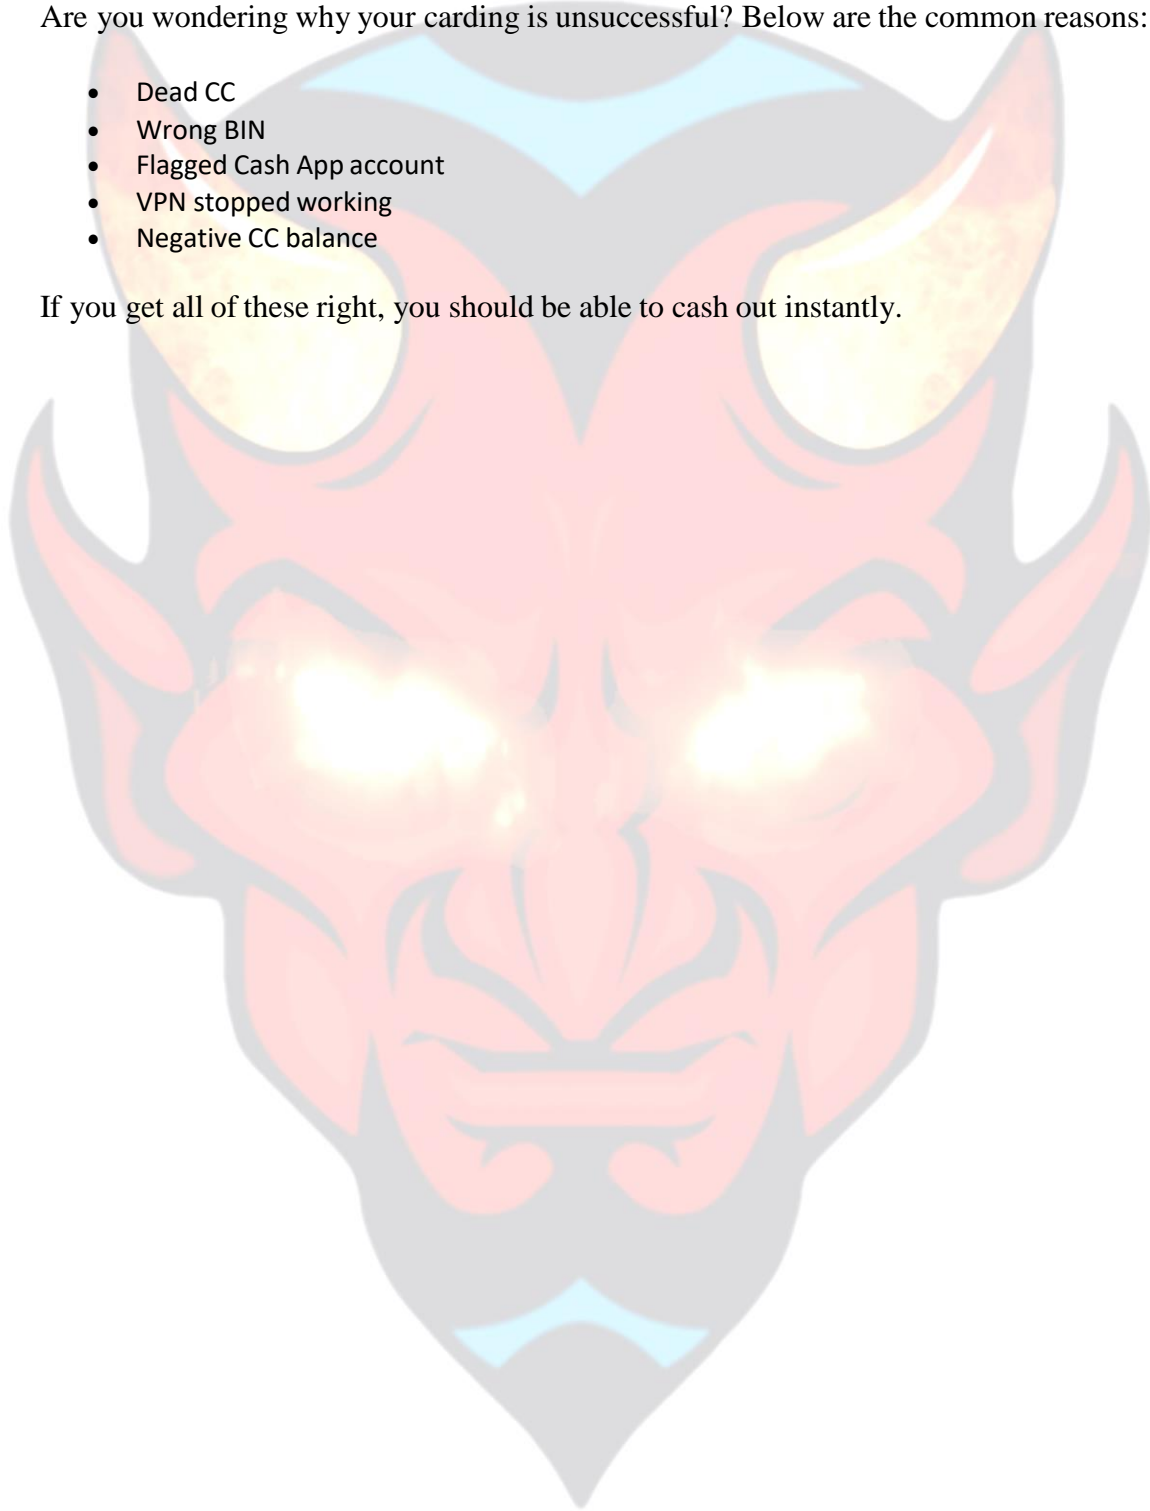 Are you wondering why your carding is unsuccessful? Below are the common reasons:
• Dead CC
• Wrong BIN
• Flagged Cash App account
• VPN stopped working
• Negative CC balance
If you get all of these right, you should be able to cash out instantly.